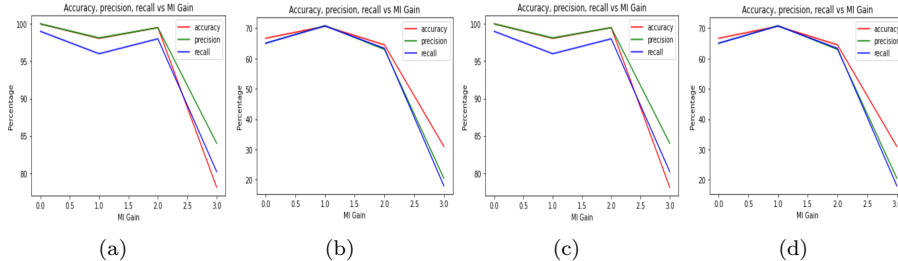 Accuracy, precision, recall vs MI Gain
100
95
90
85
80
Percentage
0.0 0.5 1.0 1.5 2.0 2.5 3.0
MI Gain
accuracy
precision
recall
(a)
Accuracy, precision, recall vs MI Gain
70
60
50
40
30
20
Percentage
0.0 0.5 1.0 1.5 2.0 2.5 3.0
MI Gain
accuracy
precision
recall
(b)
Accuracy, precision, recall vs MI Gain
100
95
90
85
80
Percentage
0.0 0.5 1.0 1.5 2.0 2.5 3.0
MI Gain
accuracy
precision
recall
(c)
Accuracy, precision, recall vs MI Gain
70
60
50
40
30
20
Percentage
0.0 0.5 1.0 1.5 2.0 2.5 3.0
MI Gain
accuracy
precision
recall
(d)